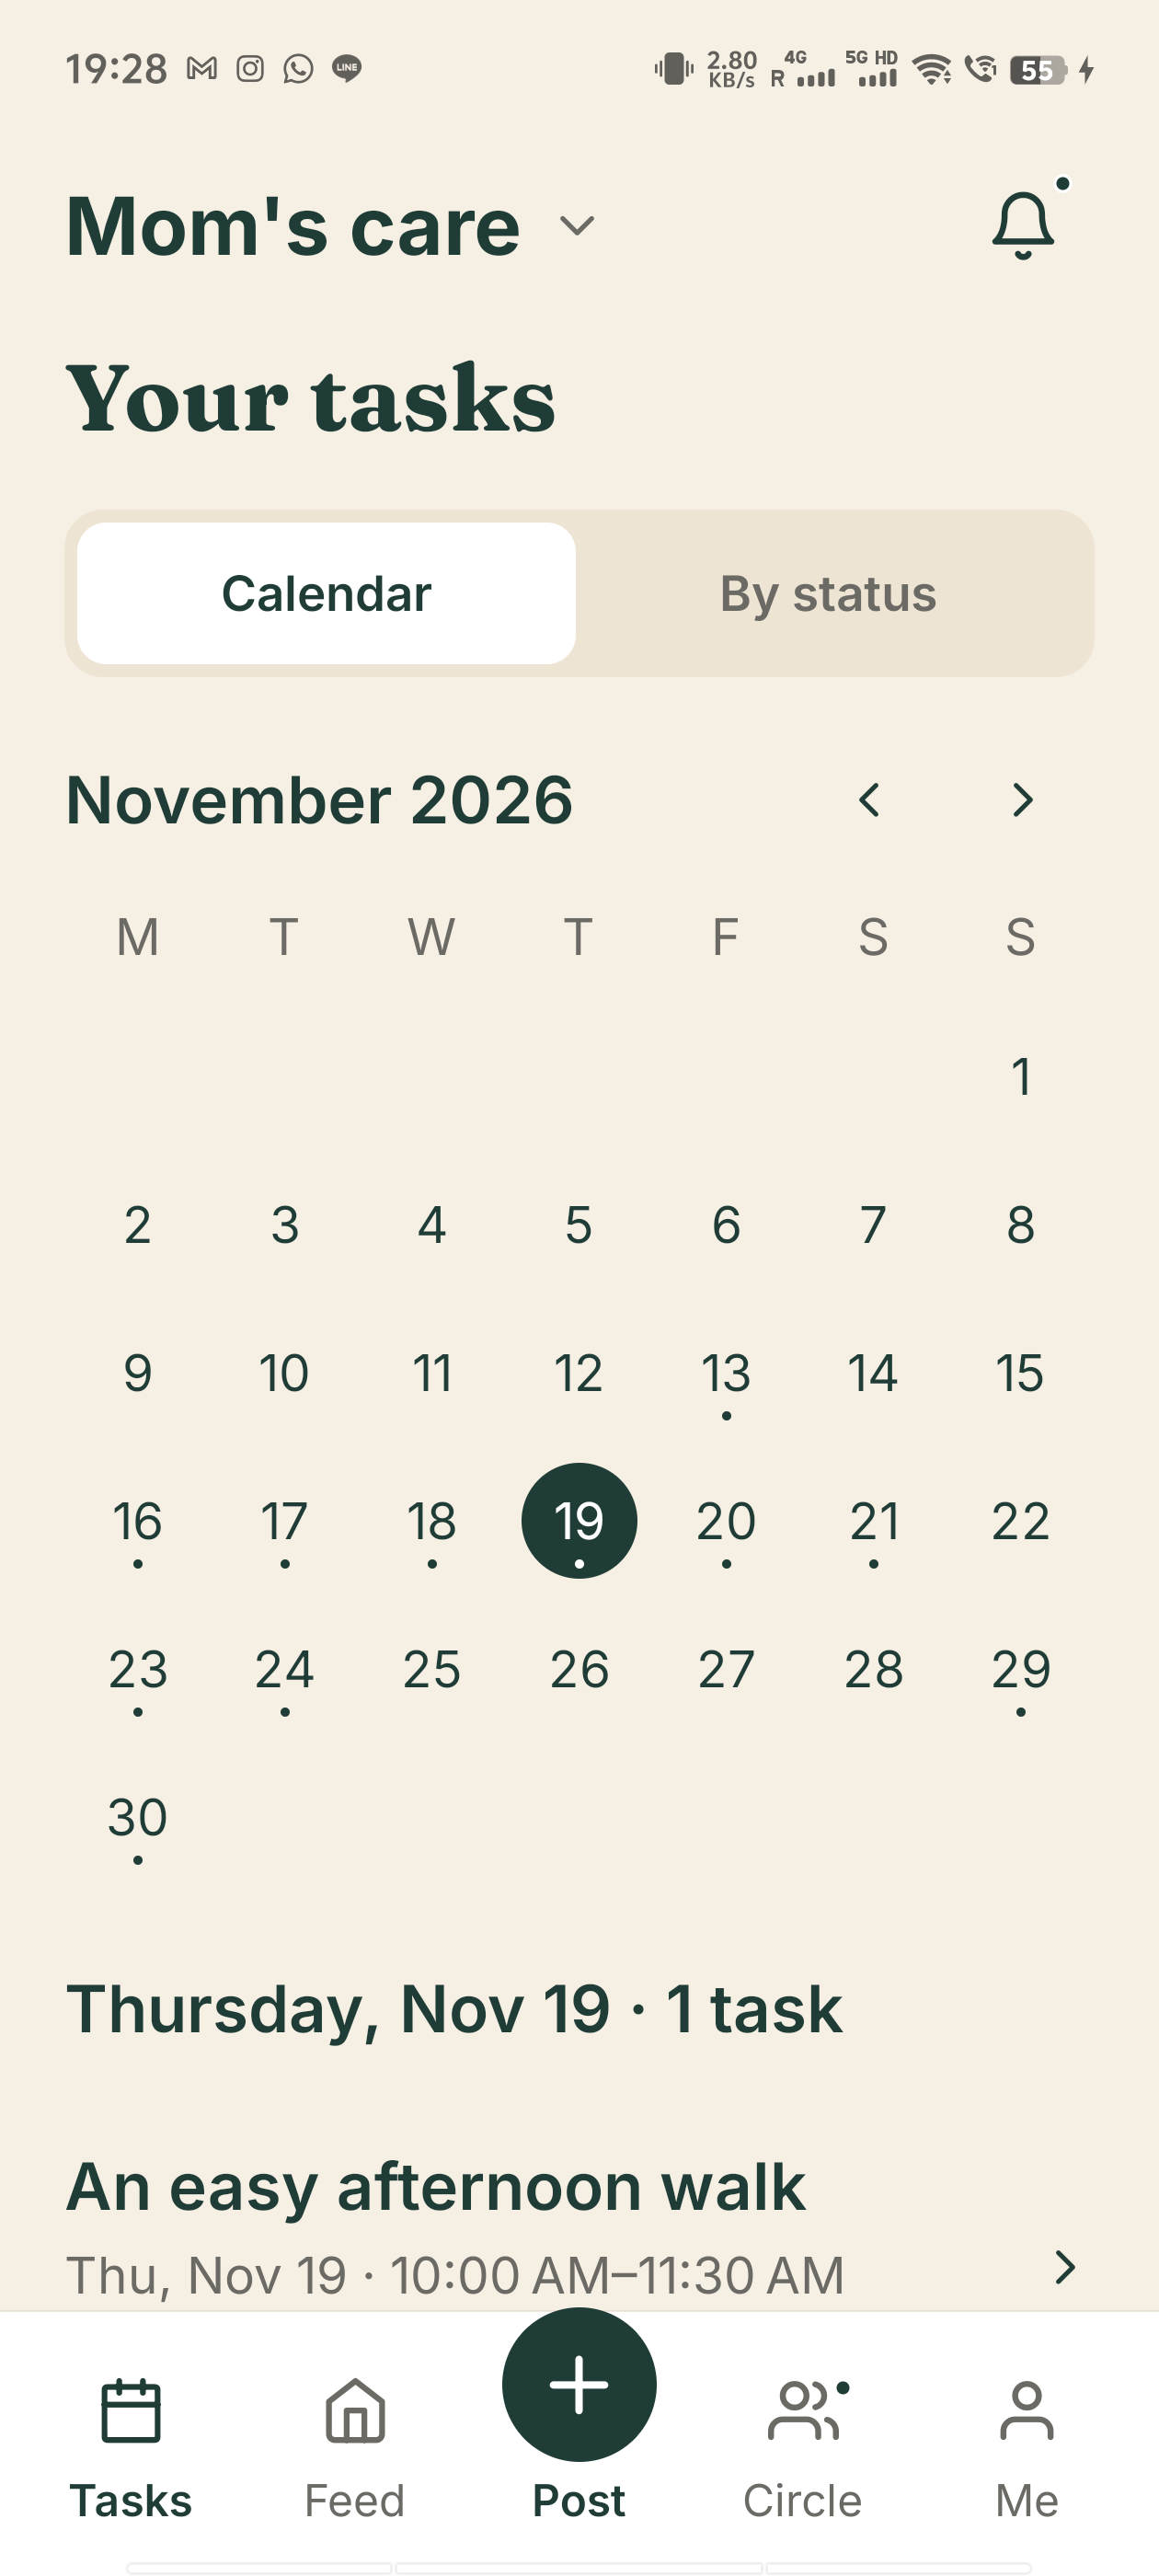 19:28 LINE 2.80 KB/s R 4G 5G HD 55
Mom's care
Your tasks
Calendar By status
November 2026
M T W T F S S
1
2 3 4 5 6 7 8
9 10 11 12 13 14 15
16 17 18 19 20 21 22
23 24 25 26 27 28 29
30
Thursday, Nov 19 · 1 task
An easy afternoon walk
Thu, Nov 19 · 10:00 AM–11:30 AM
Tasks Feed Post Circle Me